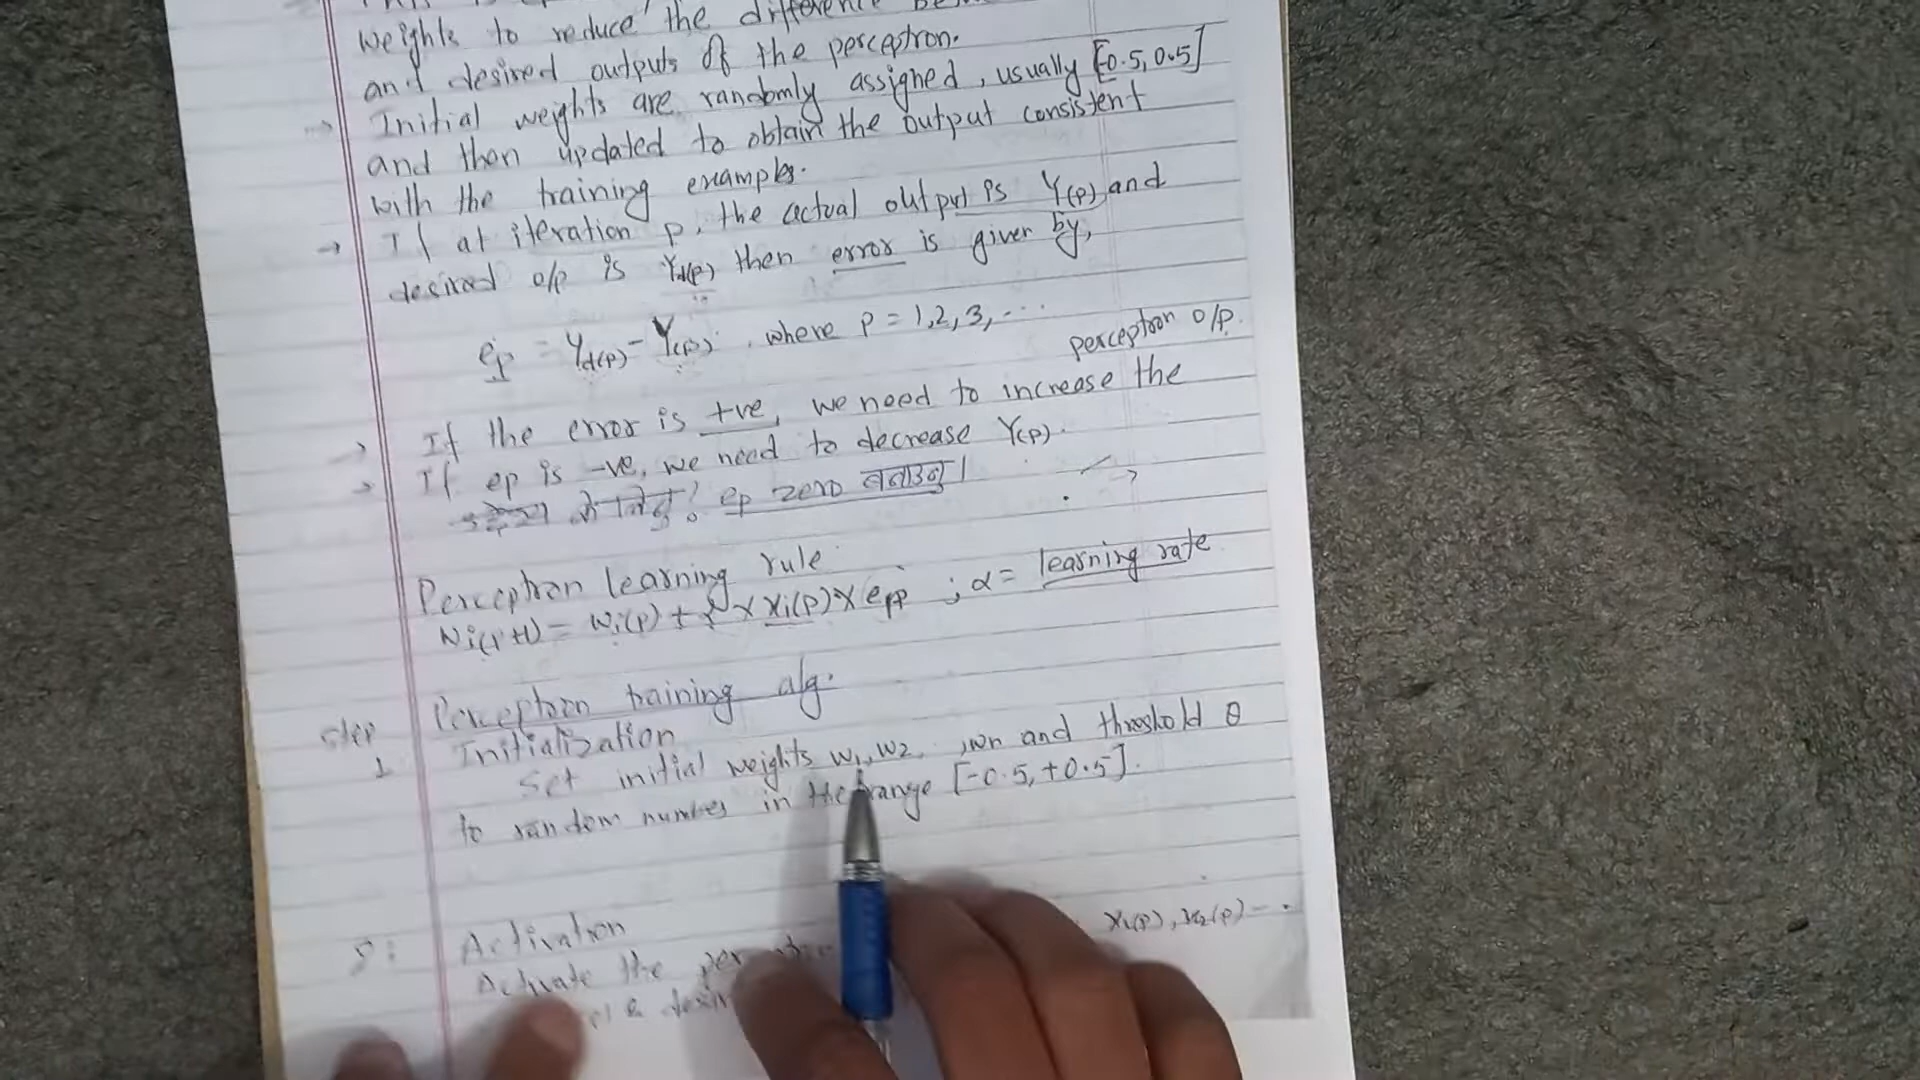 weights to reduce the difference
and desired outputs of the perceptron.
→ Initial weights are randomly assigned, usually [-0.5, 0.5]
and then updated to obtain the output consistent
with the training examples.
→ If at iteration p, the actual output is Y(p) and
desired o/p is Yd(p) then error is given by,
ep = Yd(p) - Y(p), where p = 1,2,3,...
perceptron o/p.
→ If the error is +ve, we need to increase the
→ If ep is -ve, we need to decrease Y(p).
ep zero बनाउनु।
Perceptron learning rule
wi(p+1) = wi(p) + α × xi(p) × e(p) ; α = learning rate
Perceptron training alg.
step 1 Initialization
Set initial weights w1, w2, , wn and threshold θ
to random numbers in the range [-0.5, +0.5].
Activation
x1(p), x2(p) - .
Activate the